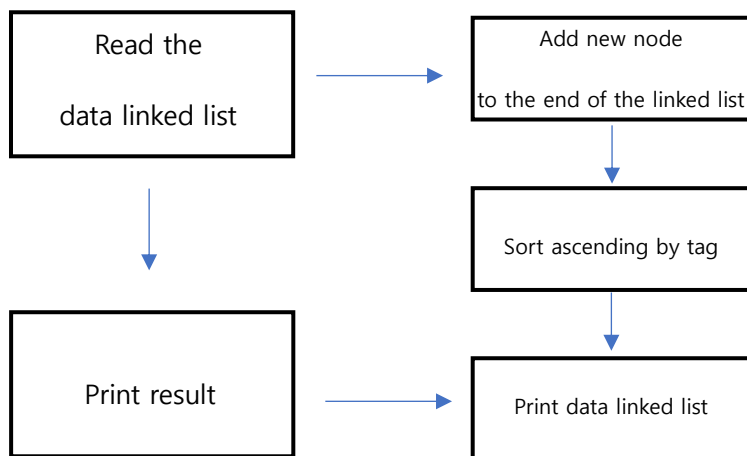 Read the
data linked list
Add new node
to the end of the linked list
Sort ascending by tag
Print result
Print data linked list